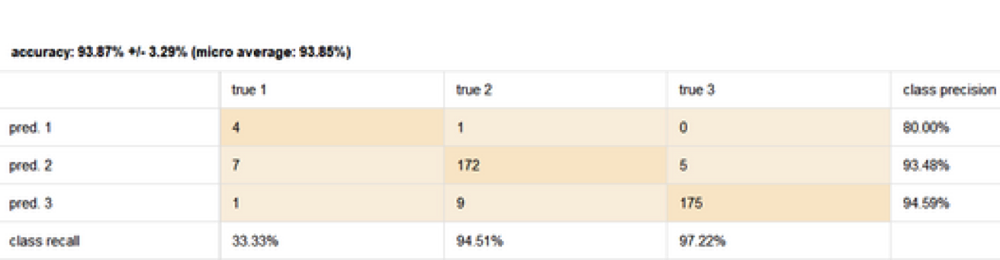 accuracy: 93.87% +/- 3.29% (micro average: 93.85%)
true 1 true 2 true 3 class precision
pred. 1 4 1 0 80.00%
pred. 2 7 172 5 93.48%
pred. 3 1 9 175 94.59%
class recall 33.33% 94.51% 97.22%